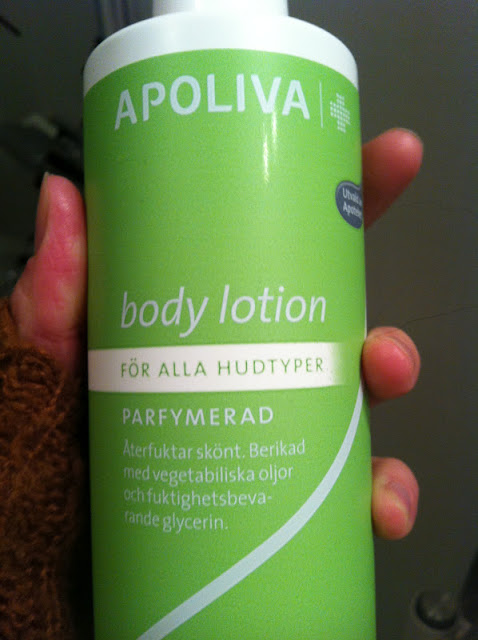 APOLIVA
body lotion
FÖR ALLA HUDTYPER
PARFYMERAD
Återfuktar skönt. Berikad
med vegetabiliska oljor
och fuktighetsbeva-
rande glycerin.